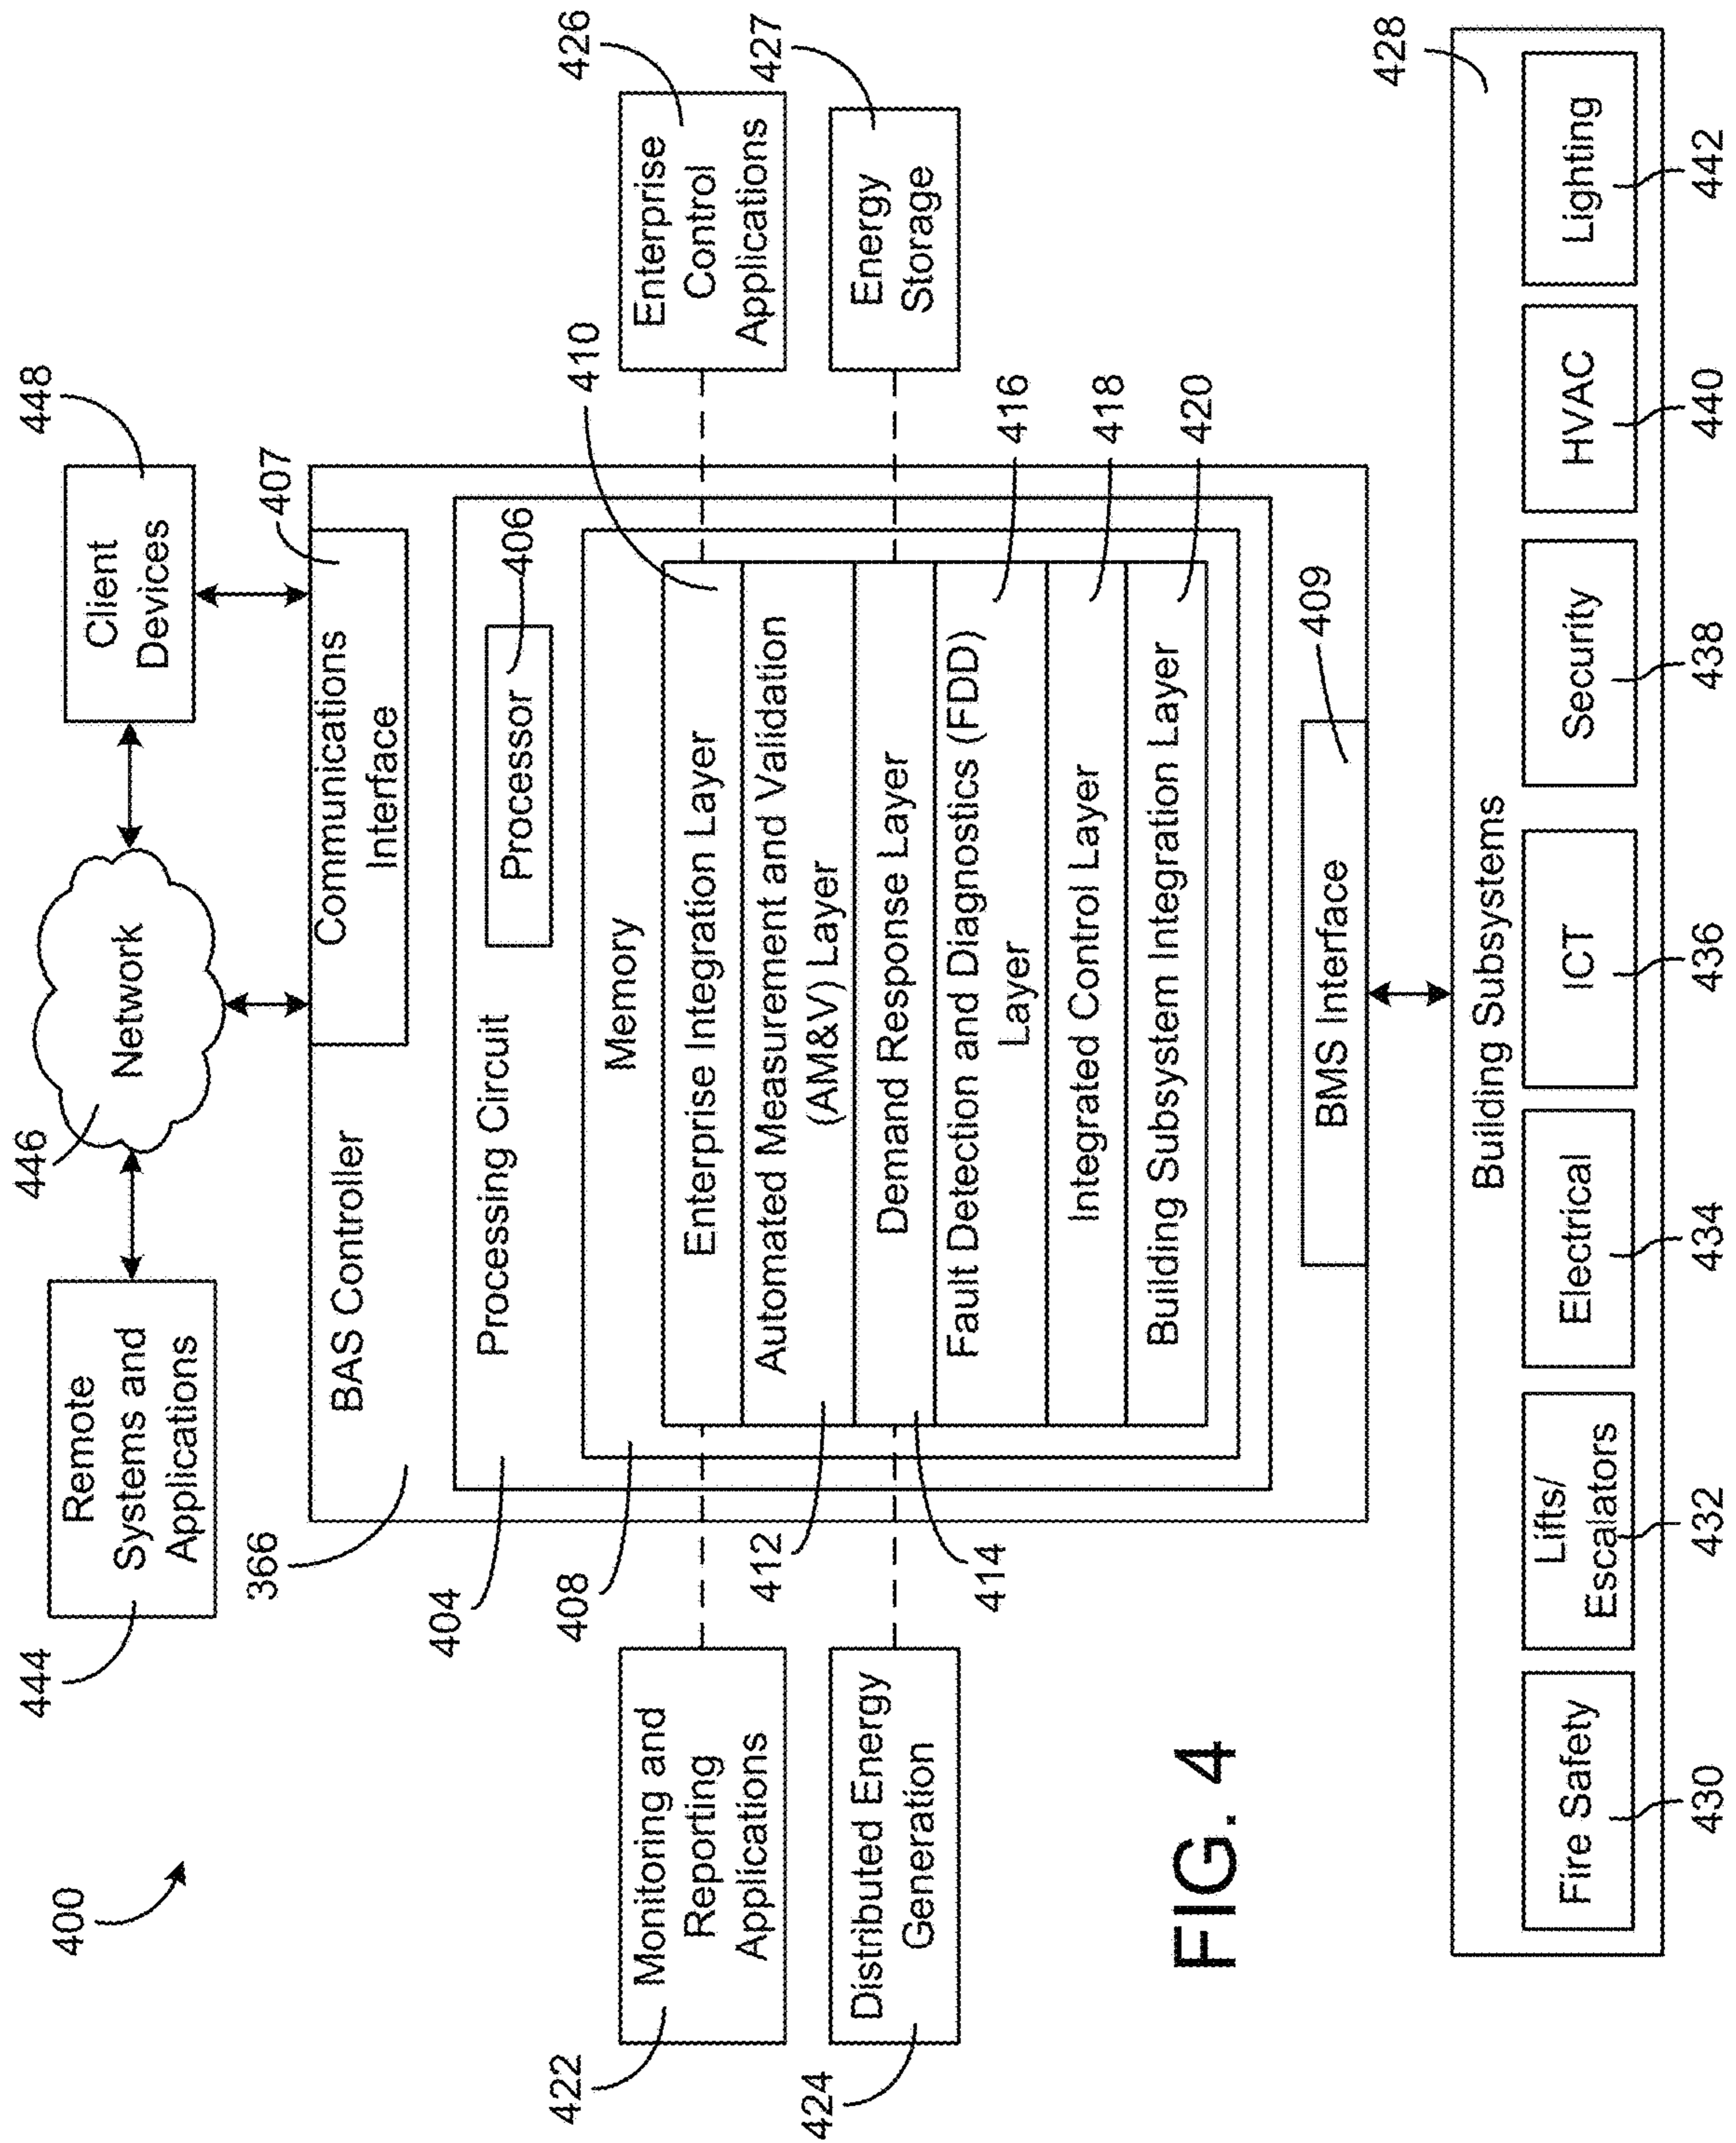 400
444
Remote
Systems and
Applications
446
Network
Client
Devices
448
366
BAS Controller
Communications
Interface
407
404
Processing Circuit
Processor
406
408
Memory
410
Enterprise Integration Layer
Automated Measurement and Validation
(AM&V) Layer
412
Demand Response Layer
414
Fault Detection and Diagnostics (FDD)
Layer
416
Integrated Control Layer
418
Building Subsystem Integration Layer
420
422
Monitoring and
Reporting
Applications
424
Distributed Energy
Generation
Enterprise
Control
Applications
426
Energy
Storage
427
BMS Interface
409
FIG. 4
Building Subsystems
428
Fire Safety
Lifts/
Escalators
Electrical
ICT
Security
HVAC
Lighting
430
432
434
436
438
440
442